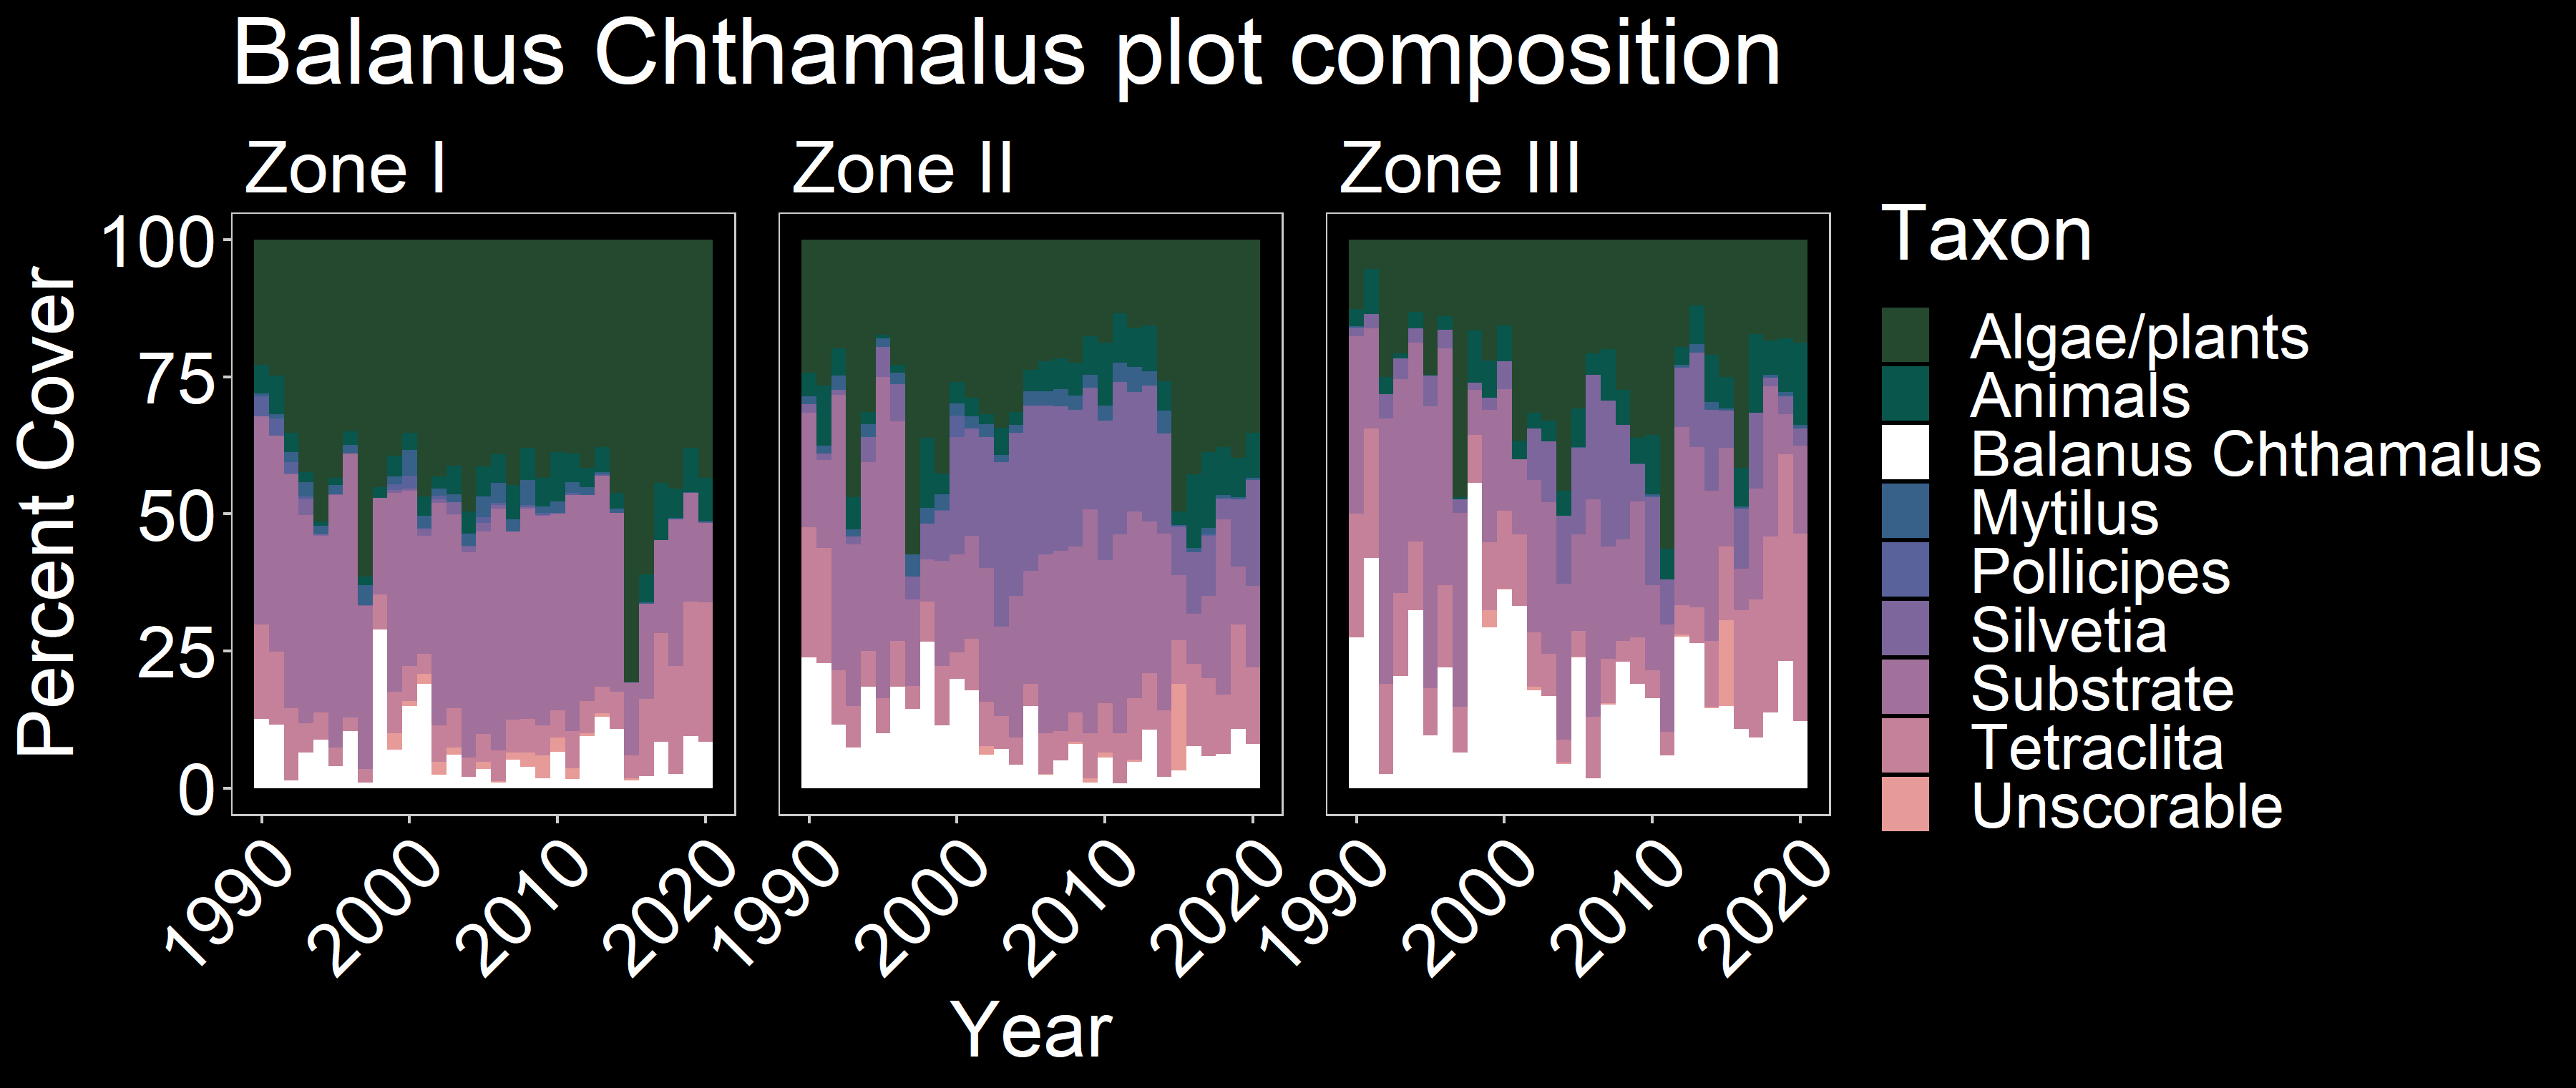 Balanus Chthamalus plot composition
Zone I
Zone II
Zone III
Percent Cover
100
75
50
25
0
1990
2000
2010
2020
1990
2000
2010
2020
1990
2000
2010
2020
Year
Taxon
Algae/plants
Animals
Balanus Chthamalus
Mytilus
Pollicipes
Silvetia
Substrate
Tetraclita
Unscorable